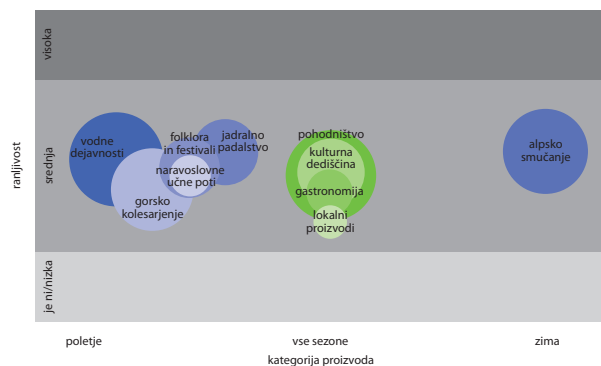 visoka
srednja
je ni/nizka
ranljivost
vodne
dejavnosti
gorsko
kolesarjenje
folklora
in festivali
naravoslovne
učne poti
jadralno
padalstvo
pohodništvo
kulturna
dediščina
gastronomija
lokalni
proizvodi
alpsko
smučanje
poletje
vse sezone
zima
kategorija proizvoda